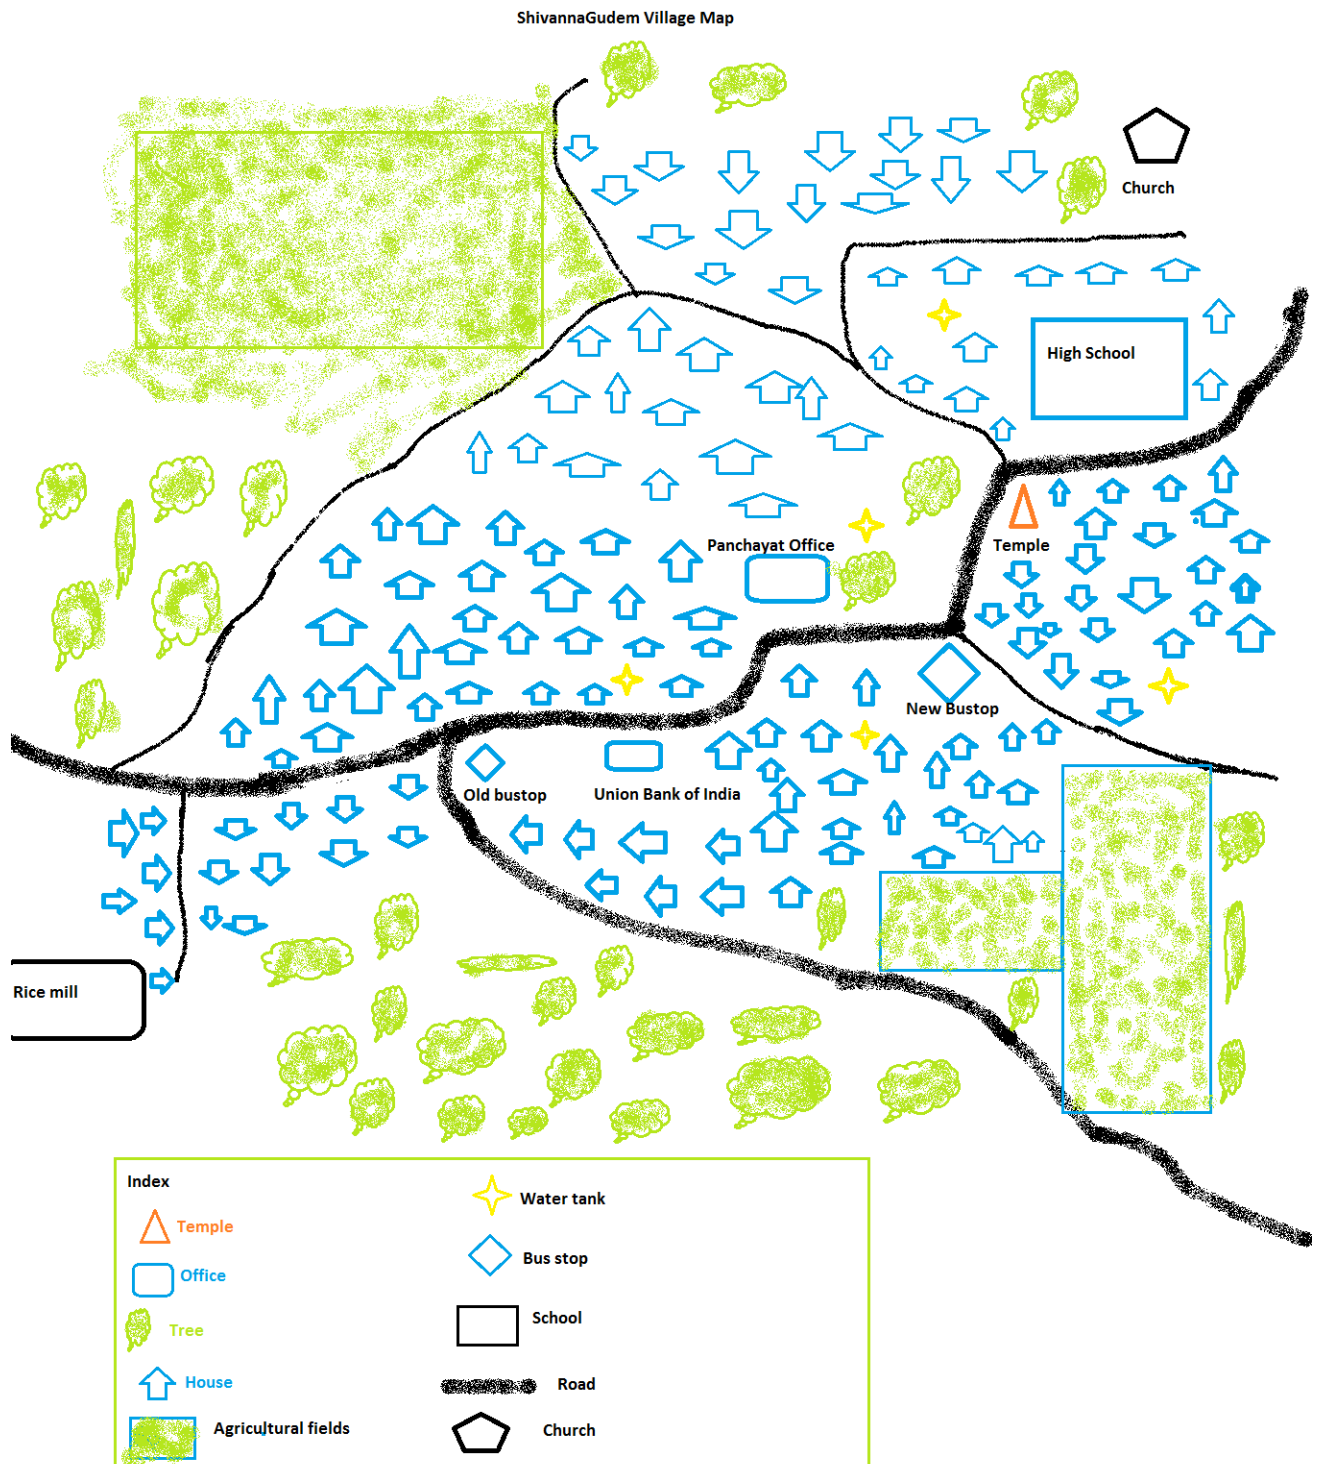 ShivannaGudem Village Map
Church
High School
Temple
Panchayat Office
New Bustop
Old bustop
Union Bank of India
Rice mill
Index
Temple
Office
Tree
House
Agricultural fields
Water tank
Bus stop
School
Road
Church